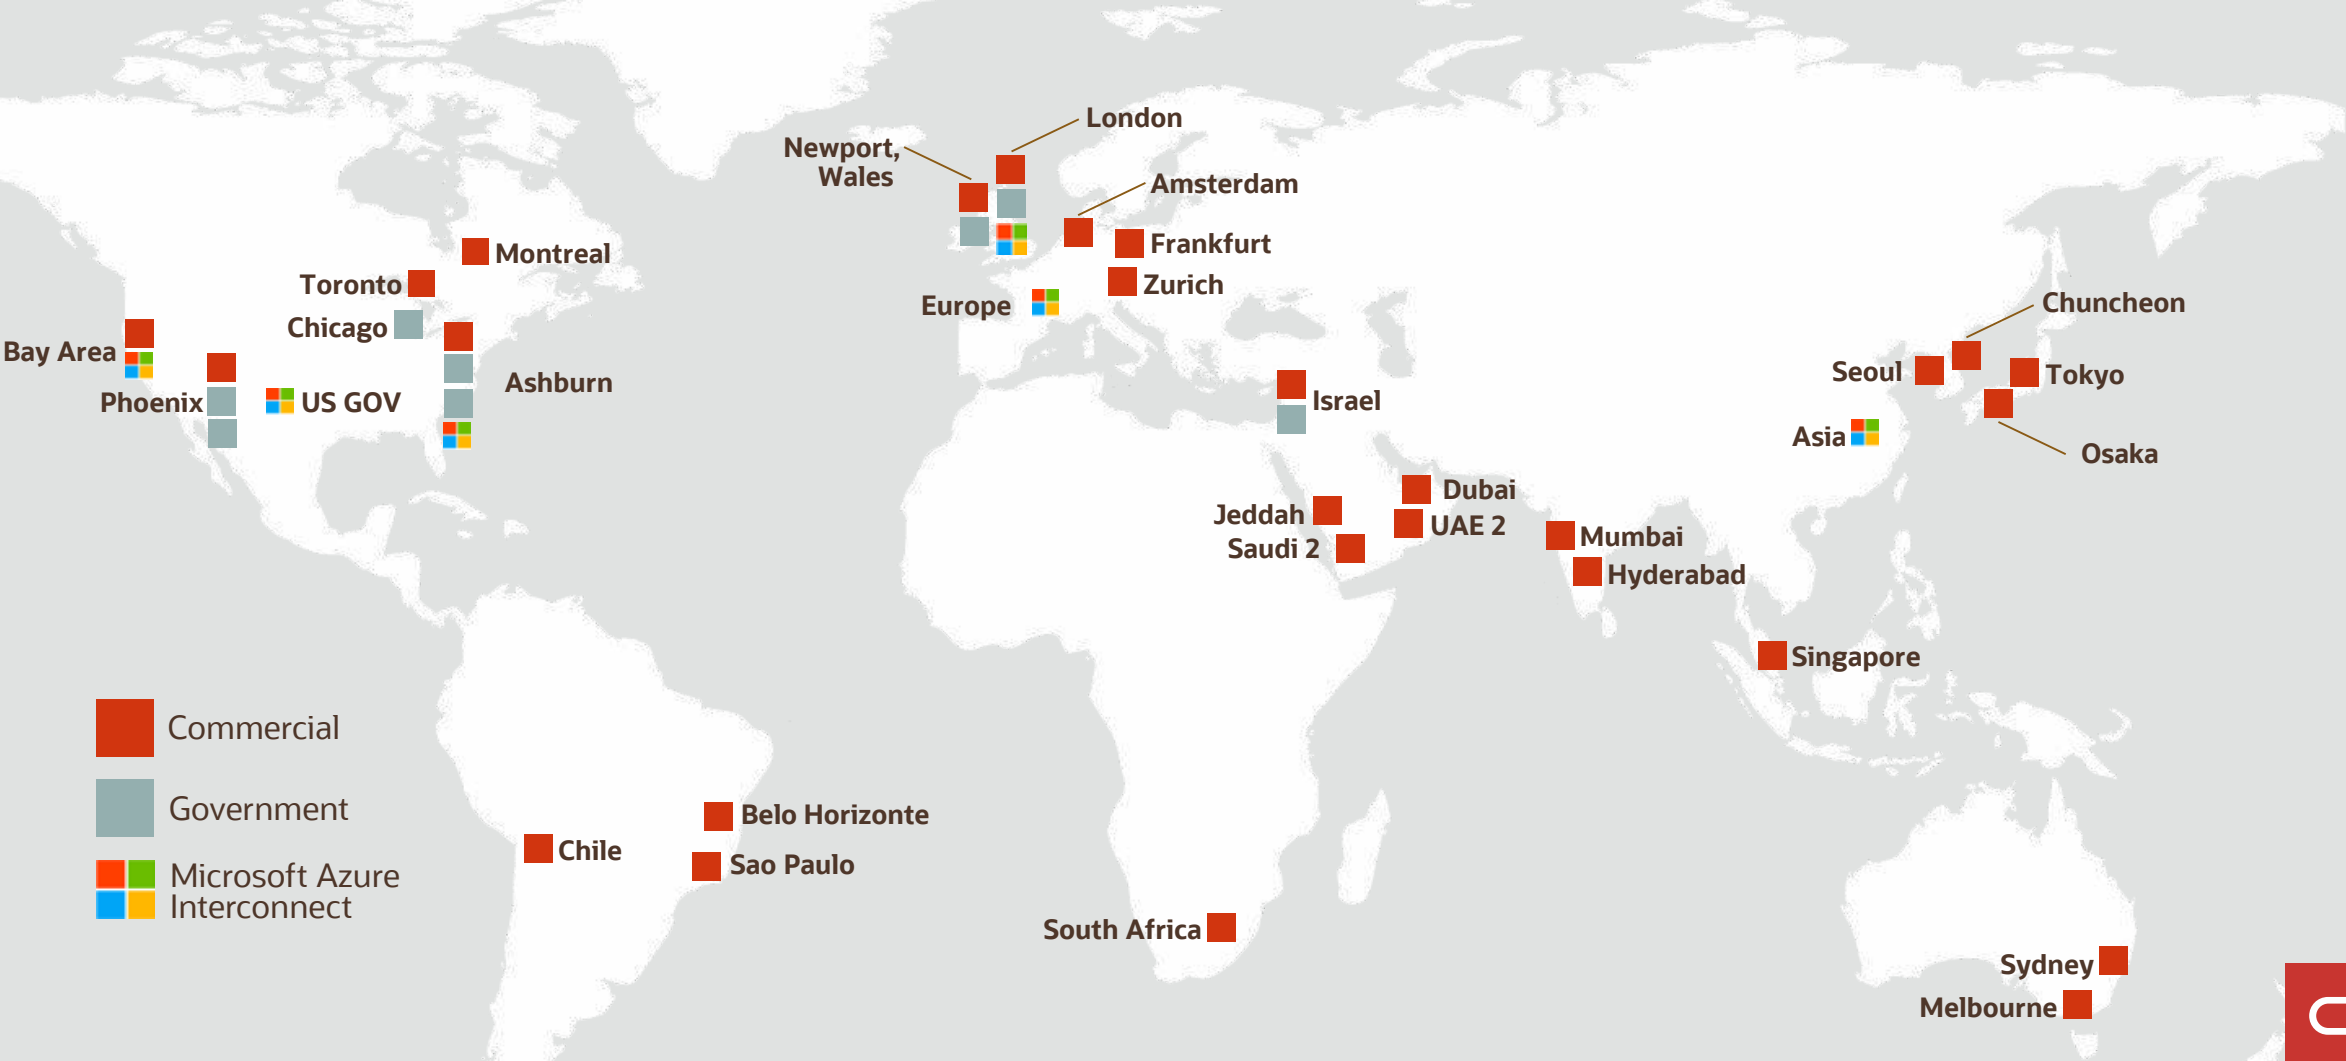 London
Newport,
Wales
Amsterdam
Montreal
Frankfurt
Toronto
Zurich
Europe
Chicago
Chuncheon
Bay Area
Seoul
Tokyo
Ashburn
Phoenix
US GOV
Israel
Asia
Osaka
Dubai
Jeddah
UAE 2
Saudi 2
Mumbai
Hyderabad
Singapore
Commercial
Government
Microsoft Azure
Interconnect
Belo Horizonte
Chile
Sao Paulo
South Africa
Sydney
Melbourne